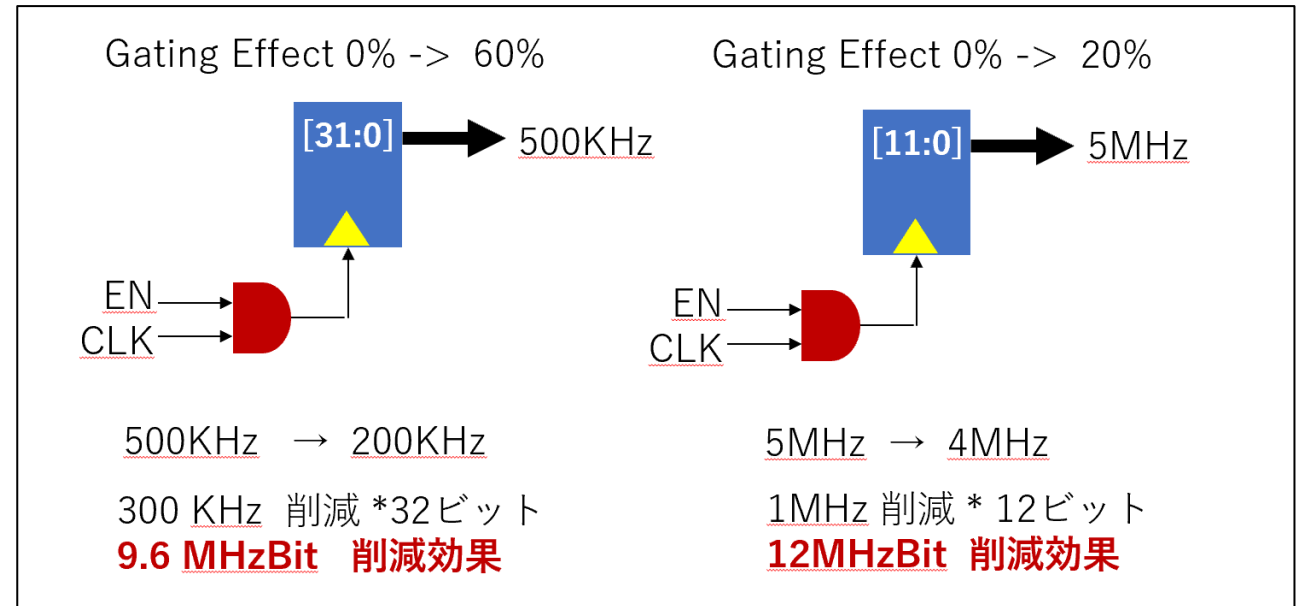 Gating Effect 0% -> 60%
[31:0]
500KHz
EN
CLK
500KHz → 200KHz
300 KHz 削減 *32ビット
9.6 MHzBit 削減効果
Gating Effect 0% -> 20%
[11:0]
5MHz
EN
CLK
5MHz → 4MHz
1MHz 削減 * 12ビット
12MHzBit 削減効果